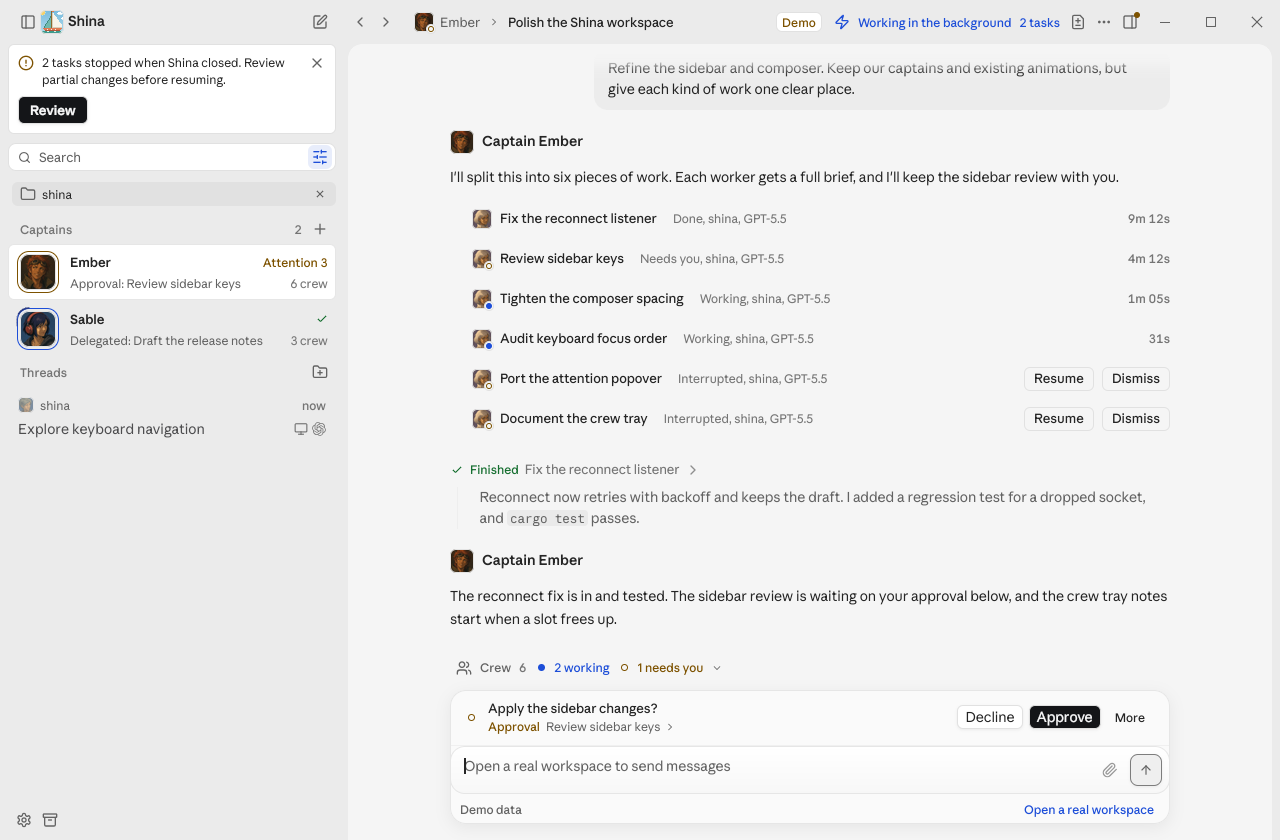 Shina
2 tasks stopped when Shina closed. Review
partial changes before resuming.
Review
Search
shina
Captains 2
Ember Attention 3
Approval: Review sidebar keys 6 crew
Sable
Delegated: Draft the release notes 3 crew
Threads
shina now
Explore keyboard navigation
Ember Polish the Shina workspace
Demo
Working in the background 2 tasks
Refine the sidebar and composer. Keep our captains and existing animations, but
give each kind of work one clear place.
Captain Ember
I'll split this into six pieces of work. Each worker gets a full brief, and I'll keep the sidebar review with you.
Fix the reconnect listener Done, shina, GPT-5.5 9m 12s
Review sidebar keys Needs you, shina, GPT-5.5 4m 12s
Tighten the composer spacing Working, shina, GPT-5.5 1m 05s
Audit keyboard focus order Working, shina, GPT-5.5 31s
Port the attention popover Interrupted, shina, GPT-5.5 Resume Dismiss
Document the crew tray Interrupted, shina, GPT-5.5 Resume Dismiss
Finished Fix the reconnect listener
Reconnect now retries with backoff and keeps the draft. I added a regression test for a dropped socket,
and cargo test passes.
Captain Ember
The reconnect fix is in and tested. The sidebar review is waiting on your approval below, and the crew tray notes
start when a slot frees up.
Crew 6 2 working 1 needs you
Apply the sidebar changes?
Approval Review sidebar keys
Decline Approve More
Open a real workspace to send messages
Demo data Open a real workspace